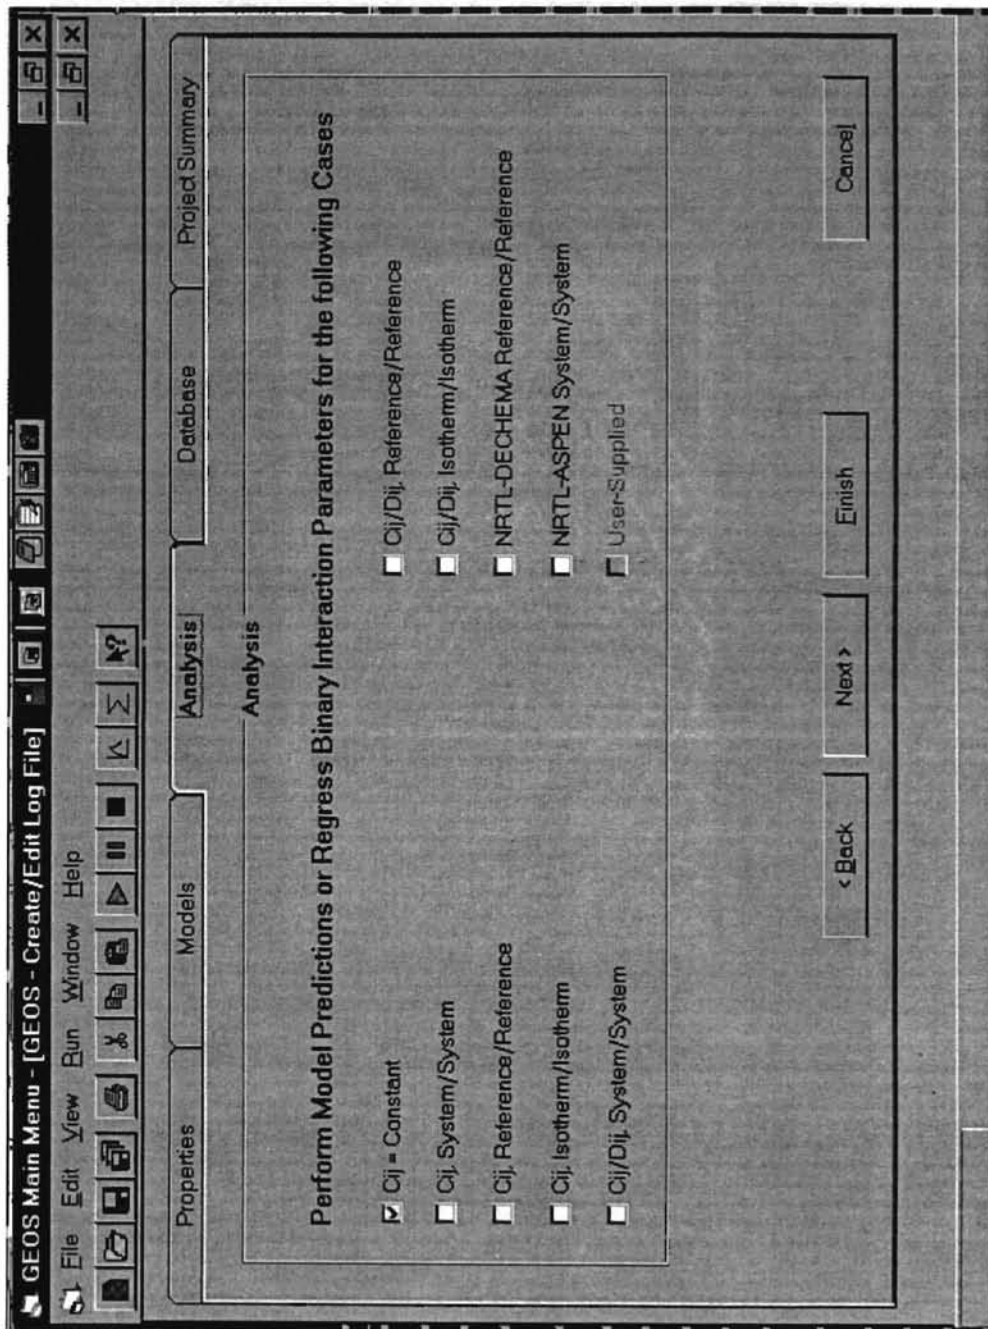 GEOS Main Menu - [GEOS - Create/Edit Log File]
File Edit View Run Window Help
Properties Models Analysis Database Project Summary
Analysis
Perform Model Predictions or Regress Binary Interaction Parameters for the following Cases
Cij = Constant Cij/Dij, Reference/Reference
Cij, System/System Cij/Dij, Isotherm/Isotherm
Cij, Reference/Reference NRTL-DECHEMA Reference/Reference
Cij, Isotherm/Isotherm NRTL-ASPEN System/System
Cij/Dij, System/System User-Supplied
< Back Next > Finish Cancel